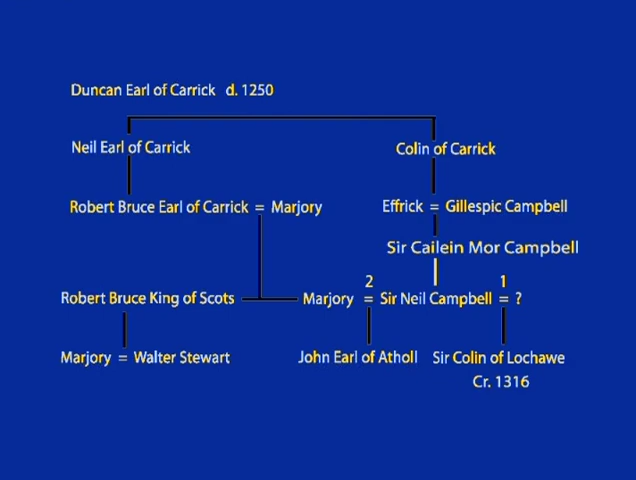 Duncan Earl of Carrick d. 1250
Neil Earl of Carrick
Colin of Carrick
Robert Bruce Earl of Carrick = Marjory
Effrick = Gillespic Campbell
Sir Cailein Mor Campbell
2
1
Robert Bruce King of Scots
Marjory = Sir Neil Campbell = ?
Marjory = Walter Stewart
John Earl of Atholl
Sir Colin of Lochawe
Cr. 1316